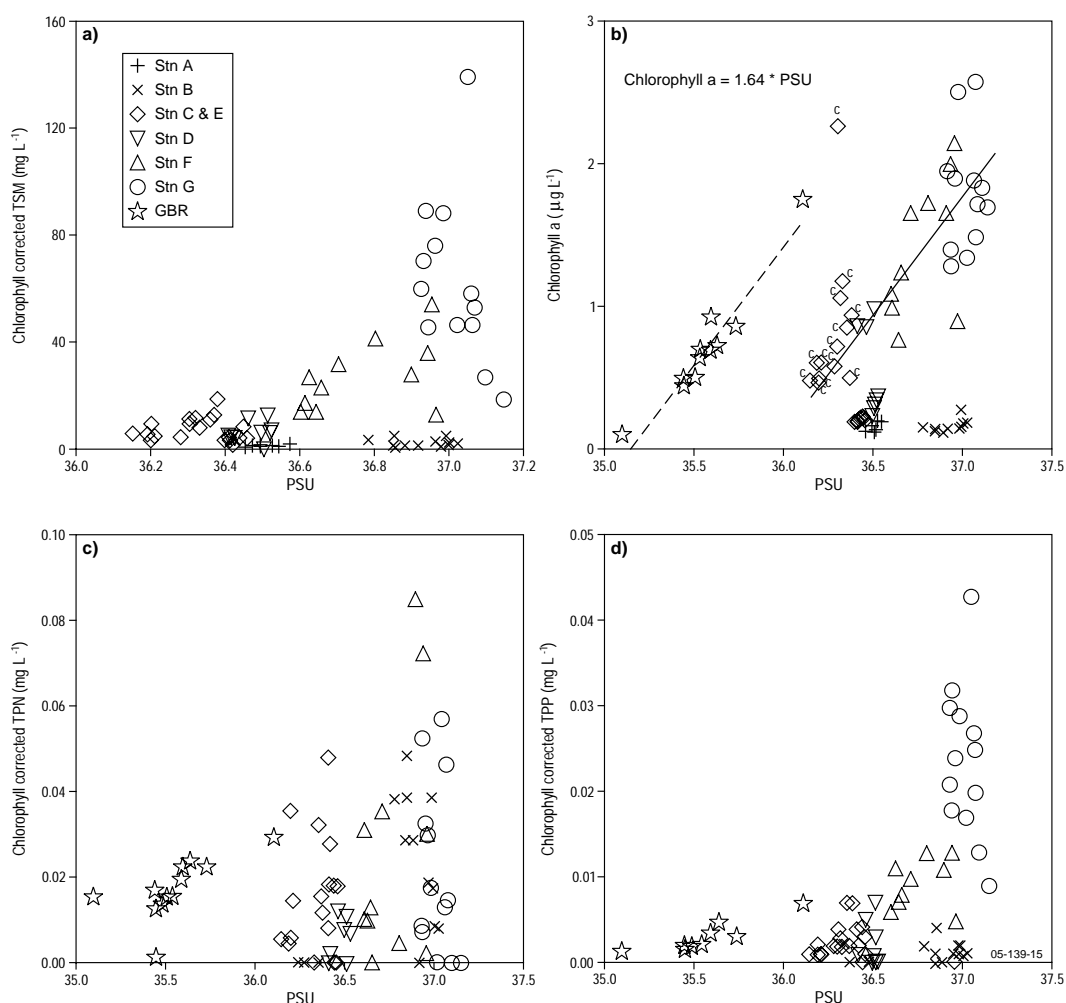 a)
160
120
80
40
0
Chlorophyll corrected TSM (mg L-1)
Stn A
Stn B
Stn C & E
Stn D
Stn F
Stn G
GBR
36.0 36.2 36.4 36.6 36.8 37.0 37.2
PSU
b)
3
2
1
0
Chlorophyll a (μg L-1)
Chlorophyll a = 1.64 * PSU
C
C
C
C
C
C
C
C
C
C
C
C
C
C
35.0 35.5 36.0 36.5 37.0 37.5
PSU
c)
0.10
0.08
0.06
0.04
0.02
0.00
Chlorophyll corrected TPN (mg L-1)
35 35.5 36.0 36.5 37.0 37.5
PSU
d)
0.05
0.04
0.03
0.02
0.01
0.00
Chlorophyll corrected TPP (mg L-1)
35.0 35.5 36.0 36.5 37.0 37.5
PSU
05-139-15